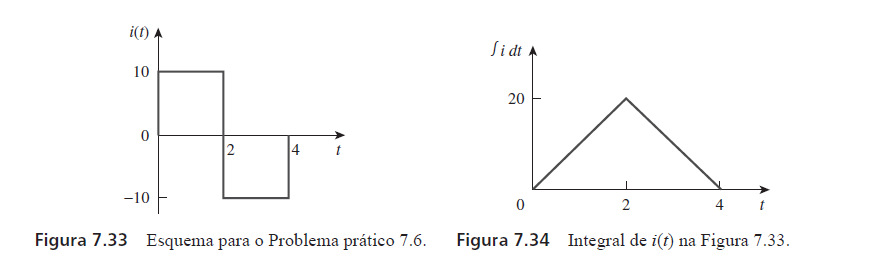 i(t)
10
0
2
4
t
−10
Figura 7.33 Esquema para o Problema prático 7.6.
∫i dt
20
0
2
4
t
Figura 7.34 Integral de i(t) na Figura 7.33.